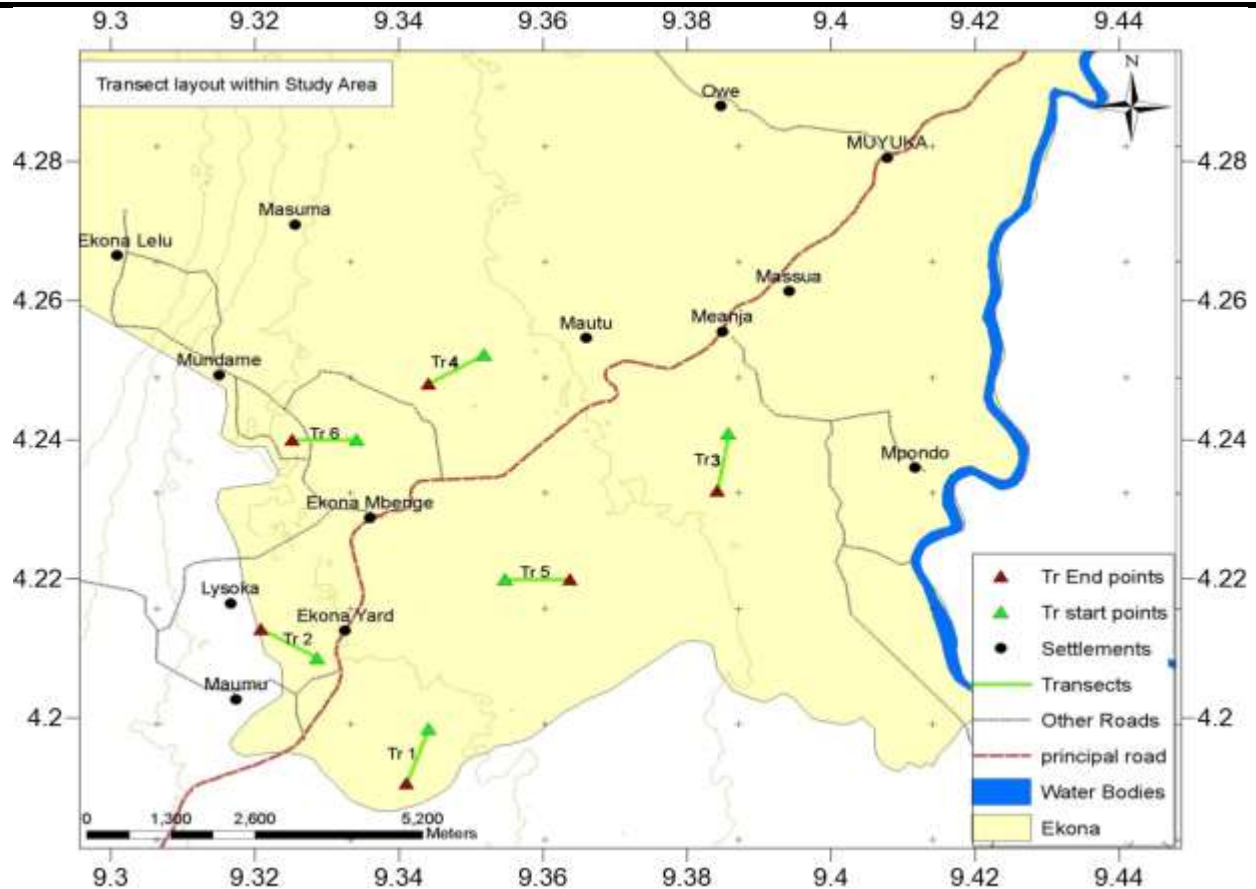 9.3 9.32 9.34 9.36 9.38 9.4 9.42 9.44
Transect layout within Study Area
N
Owe
MUYUKA
4.28 4.28
Masuma
Ekona Lelu
Massua
4.26 4.26
Mautu
Meanja
Mundame
Tr 4
4.24 4.24
Tr 6
Tr3
Mpondo
Ekona Mbenge
4.22 4.22
Tr 5
Lysoka
Ekona Yard
Tr 2
Maumu
4.2 4.2
Tr 1
Tr End points
Tr start points
Settlements
Transects
Other Roads
principal road
Water Bodies
Ekona
0 1,300 2,600 5,200
Meters
9.3 9.32 9.34 9.36 9.38 9.4 9.42 9.44